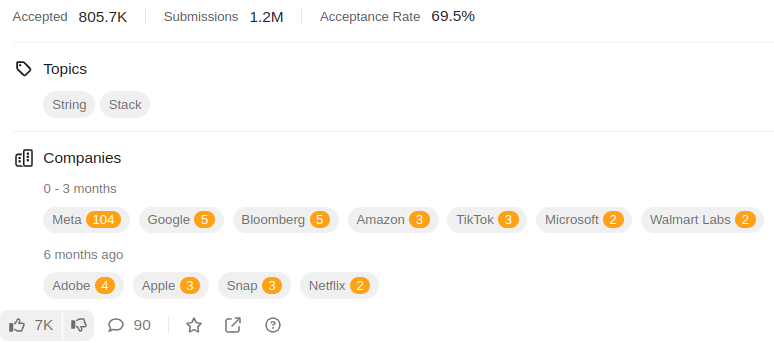 Accepted 805.7K Submissions 1.2M Acceptance Rate 69.5%
Topics
String Stack
Companies
0 - 3 months
Meta 104 Google 5 Bloomberg 5 Amazon 3 TikTok 3 Microsoft 2 Walmart Labs 2
6 months ago
Adobe 4 Apple 3 Snap 3 Netflix 2
7K 90